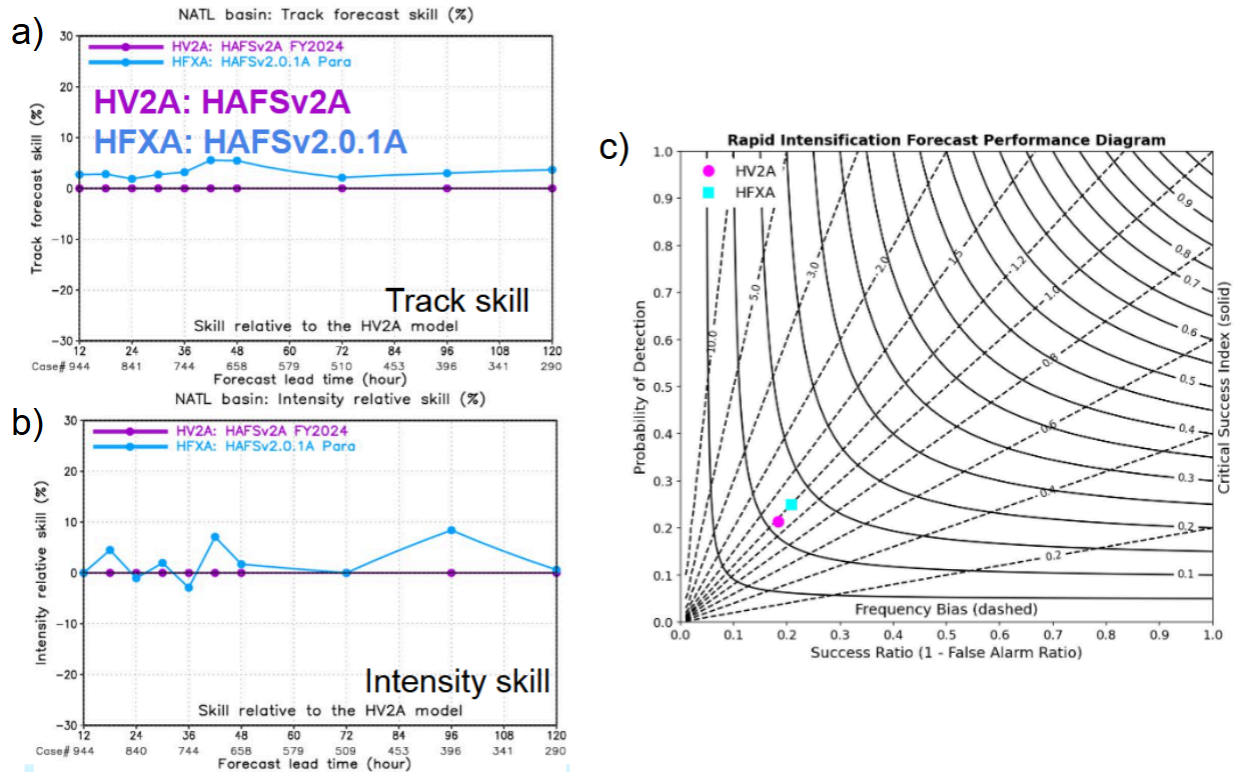 a)
NATL basin: Track forecast skill (%)
HV2A: HAFSv2A FY2024
HFXA: HAFSv2.0.1A Para
HV2A: HAFSv2A
HFXA: HAFSv2.0.1A
Track forecast skill (%)
30
20
10
0
-10
-20
-30
Track skill
Skill relative to the HV2A model
12 24 36 48 60 72 84 96 108 120
Case# 944 841 744 658 579 510 453 396 341 290
Forecast lead time (hour)
b)
NATL basin: Intensity relative skill (%)
HV2A: HAFSv2A FY2024
HFXA: HAFSv2.0.1A Para
Intensity relative skill (%)
30
20
10
0
-10
-20
-30
Intensity skill
Skill relative to the HV2A model
12 24 36 48 60 72 84 96 108 120
Case# 944 840 744 658 579 509 453 396 341 290
Forecast lead time (hour)
c)
Rapid Intensification Forecast Performance Diagram
HV2A
HFXA
Probability of Detection
1.0
0.9
0.8
0.7
0.6
0.5
0.4
0.3
0.2
0.1
0.0
10.0
5.0
3.0
2.0
1.5
1.2
1.0
0.8
0.6
0.4
0.2
0.9
0.8
0.7
0.6
0.5
0.4
0.3
0.2
0.1
Critical Success Index (solid)
Frequency Bias (dashed)
0.0 0.1 0.2 0.3 0.4 0.5 0.6 0.7 0.8 0.9 1.0
Success Ratio (1 - False Alarm Ratio)